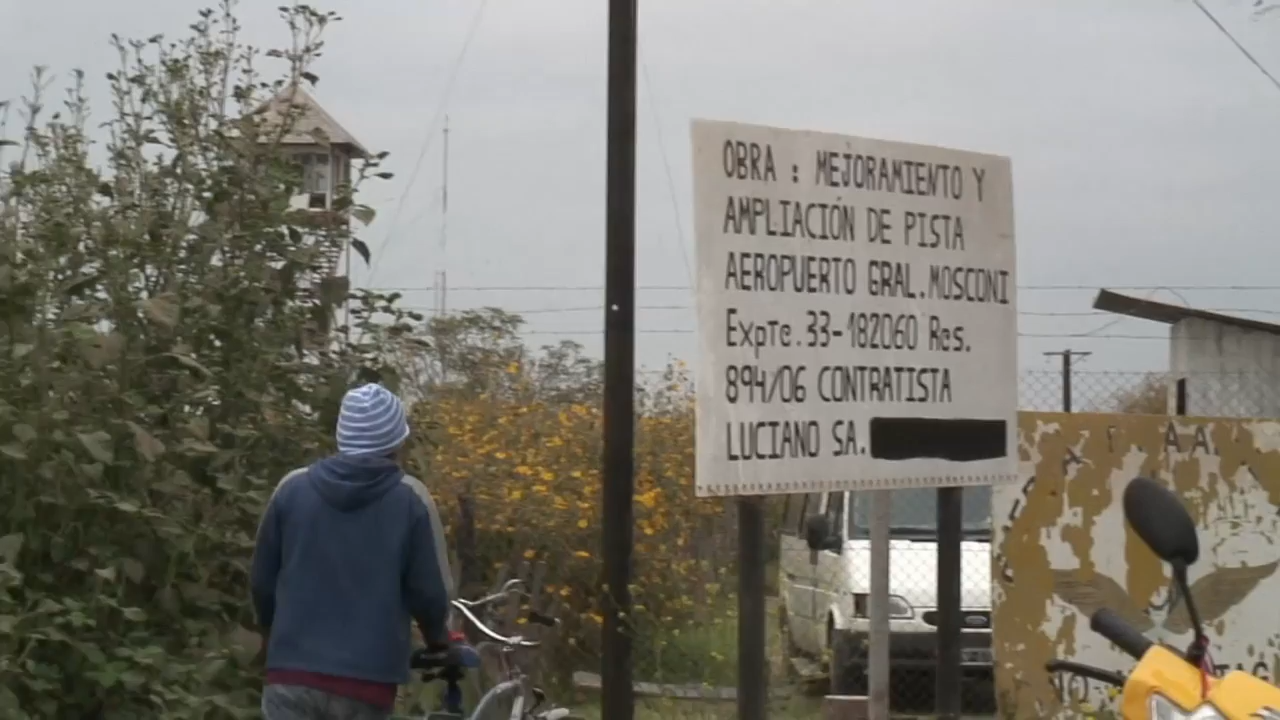 OBRA : MEJORAMIENTO Y
AMPLIACIÓN DE PISTA
AEROPUERTO GRAL. MOSCONI
Expte. 33-182060 Res.
894/06 CONTRATISTA
LUCIANO SA.